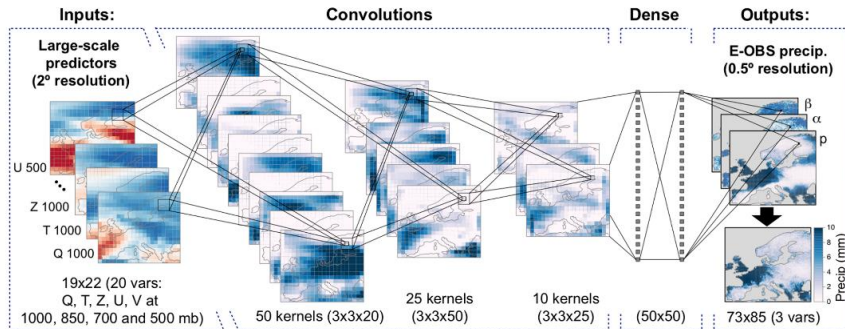 Inputs:
Convolutions
Dense
Outputs:
Large-scale
predictors
(2º resolution)
E-OBS precip.
(0.5º resolution)
U 500
Z 1000
T 1000
Q 1000
β
α
p
10
8
6
4
2
0
Precip (mm)
19x22 (20 vars:
Q, T, Z, U, V at
1000, 850, 700 and 500 mb)
50 kernels (3x3x20)
25 kernels
(3x3x50)
10 kernels
(3x3x25)
(50x50)
73x85 (3 vars)